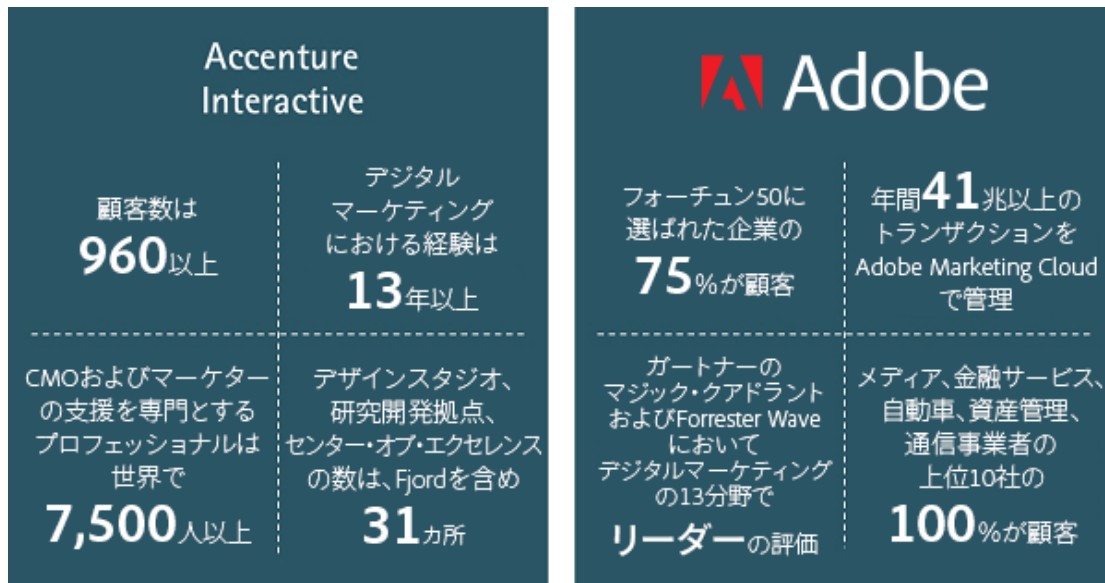 Accenture
Interactive
顧客数は
960以上
デジタル
マーケティング
における経験は
13年以上
CMOおよびマーケター
の支援を専門とする
プロフェッショナルは
世界で
7,500人以上
デザインスタジオ、
研究開発拠点、
センター・オブ・エクセレンス
の数は、Fjordを含め
31ヵ所
Adobe
フォーチュン50に
選ばれた企業の
75%が顧客
年間41兆以上の
トランザクションを
Adobe Marketing Cloud
で管理
ガートナーの
マジック・クアドラント
およびForrester Wave
において
デジタルマーケティング
の13分野で
リーダーの評価
メディア、金融サービス、
自動車、資産管理、
通信事業者の
上位10社の
100%が顧客